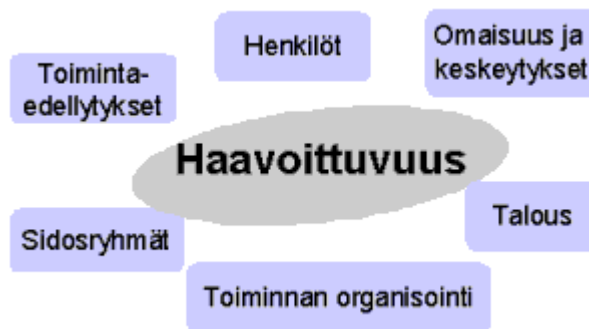 Henkilöt
Omaisuus ja
keskeytykset
Toiminta-
edellytykset
Haavoittuvuus
Talous
Sidosryhmät
Toiminnan organisointi